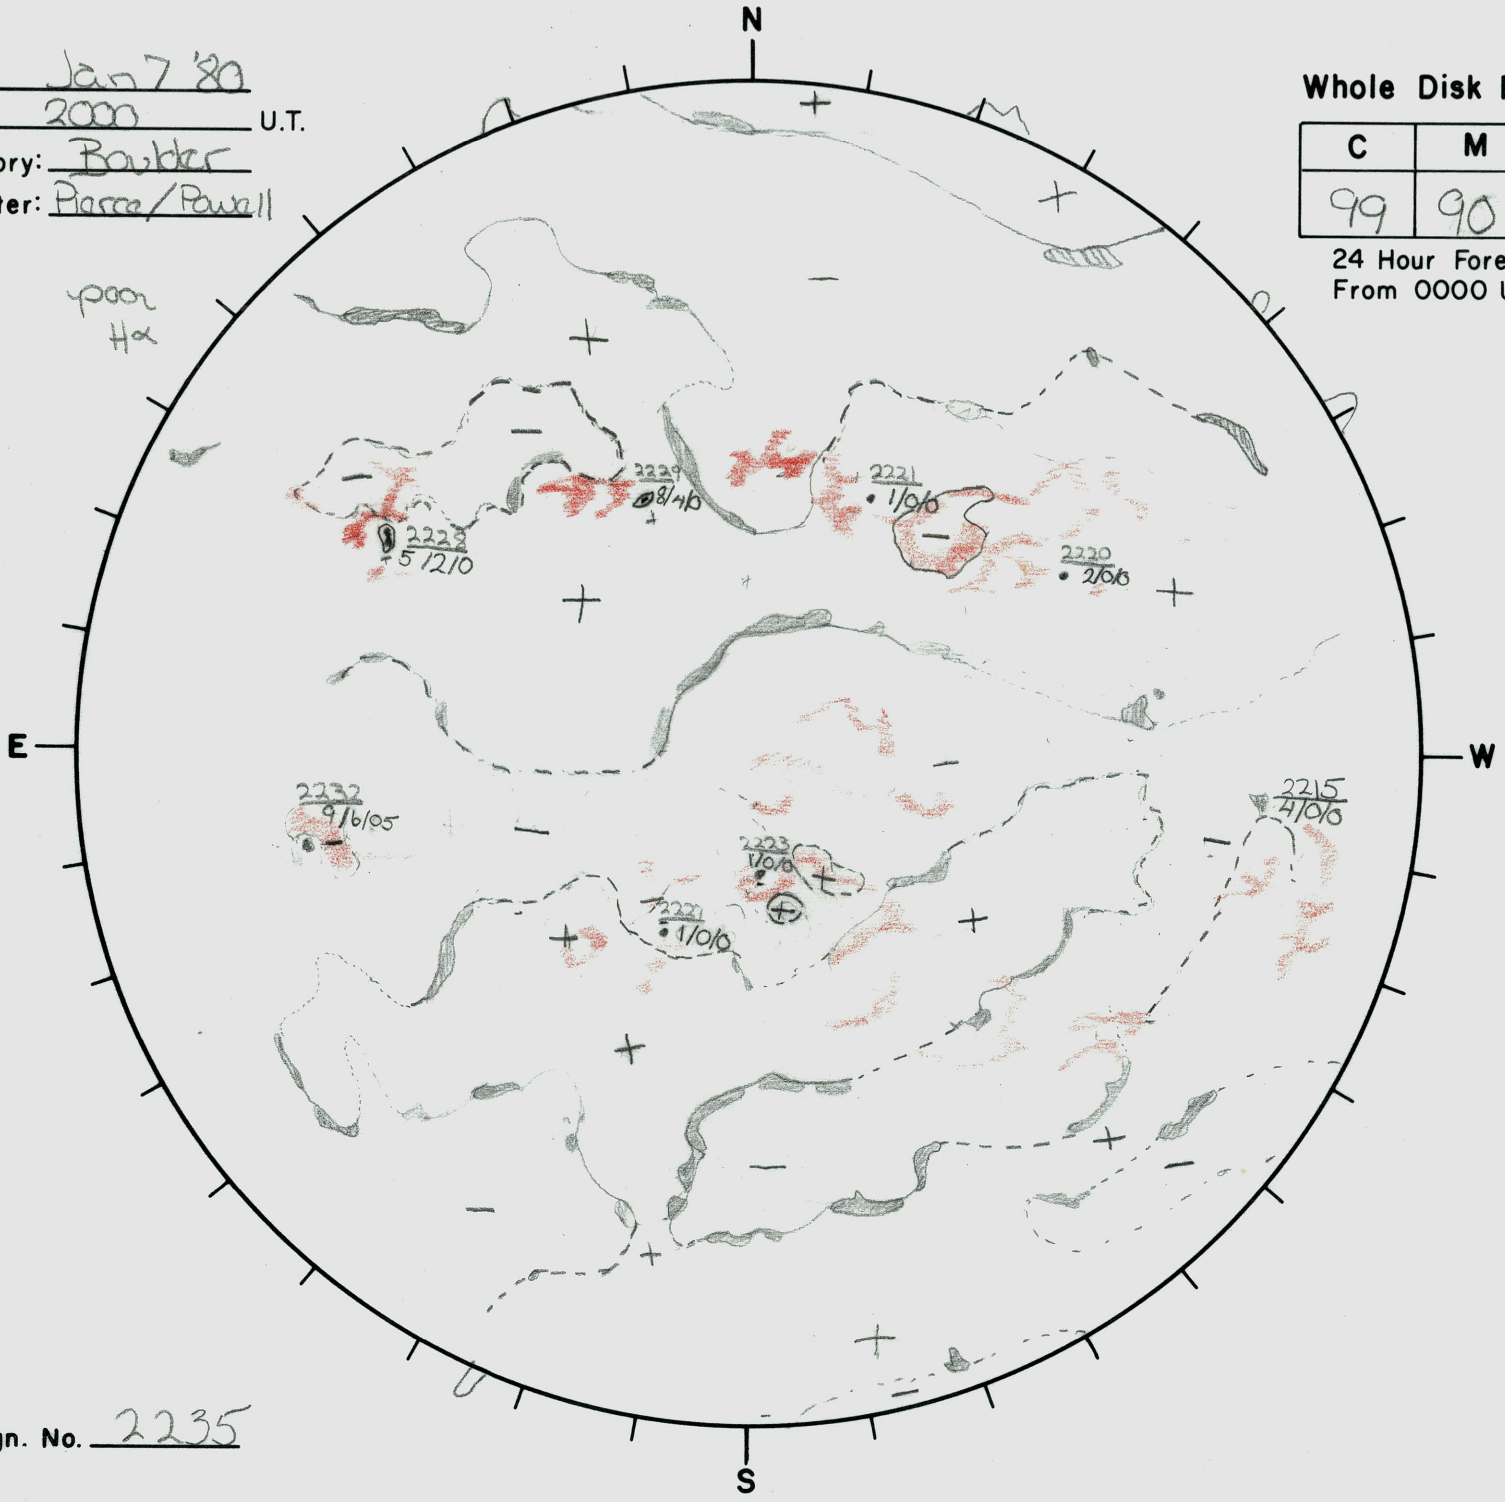 N
Jan 7 '80
2000 U.T.
ory: Boulder
ter: Pierce/Powell
Whole Disk
C M
99 90
24 Hour Fore
From 0000 U
poor
Hα
+
+
−
+
−
−
2229
8/4/0
+
2221
1/0/0
−
2228
5/2/0
+
2220
2/0/0
+
+
E
W
−
2232
9/6/05
−
−
2215
4/0/0
−
2223
1/0/0
+
+
−
1/0/0
+
+
+
+
−
−
−
+
+
−
gn. No. 2235
S